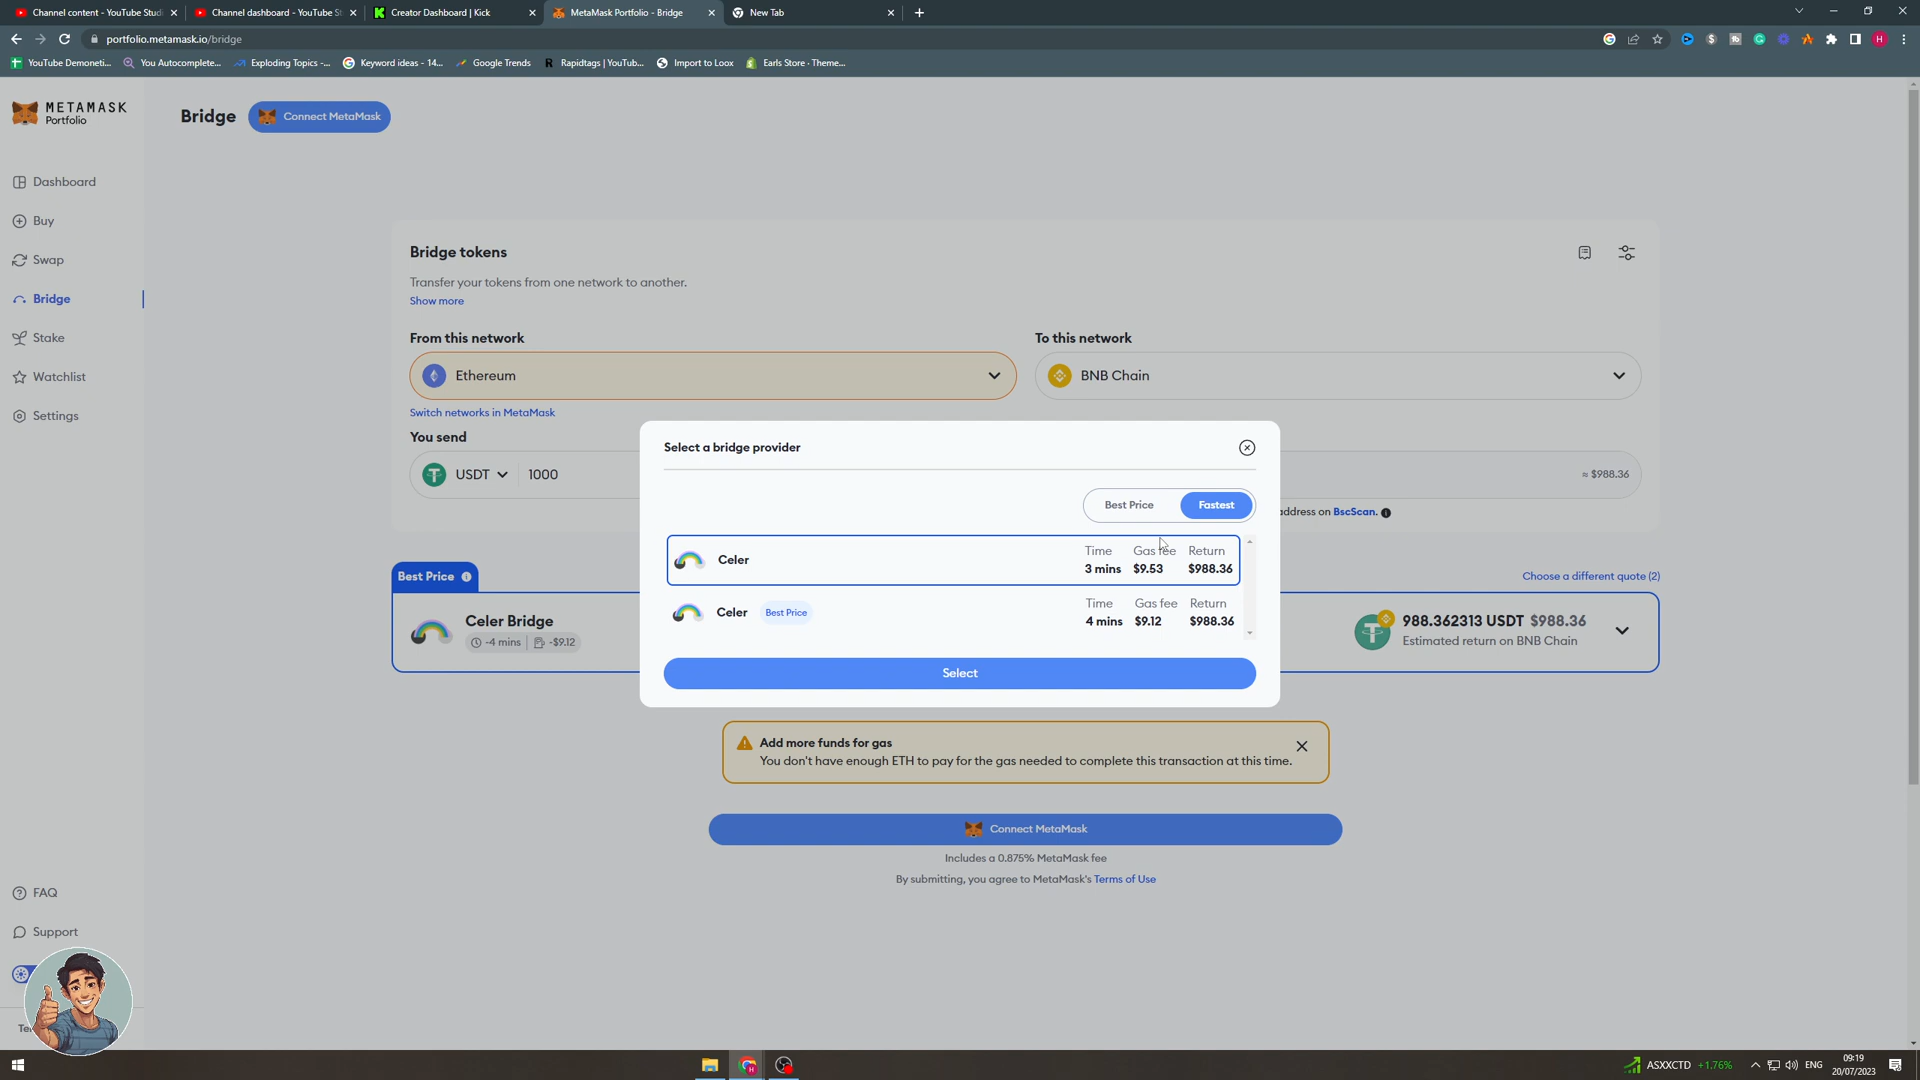 Channel content - YouTube Studi
Channel dashboard - YouTube St
Creator Dashboard | Kick
MetaMask Portfolio - Bridge
New Tab
portfolio.metamask.io/bridge
YouTube Demoneti...
You Autocomplete...
Exploding Topics -...
Keyword ideas - 14...
Google Trends
Rapidtags | YouTub...
Import to Loox
Earls Store · Theme...
METAMASK
Portfolio
Bridge
Connect MetaMask
Dashboard
Buy
Swap
Bridge
Stake
Watchlist
Settings
FAQ
Support
Te
Bridge tokens
Transfer your tokens from one network to another.
Show more
From this network
To this network
Ethereum
BNB Chain
Switch networks in MetaMask
You send
USDT 1000
≈ $988.36
address on BscScan.
Select a bridge provider
Best Price Fastest
Celer
Time Gas fee Return
3 mins $9.53 $988.36
Celer Best Price
Time Gas fee Return
4 mins $9.12 $988.36
Select
Best Price
Choose a different quote (2)
Celer Bridge
~4 mins ~$9.12
988.362313 USDT $988.36
Estimated return on BNB Chain
Add more funds for gas
You don't have enough ETH to pay for the gas needed to complete this transaction at this time.
Connect MetaMask
Includes a 0.875% MetaMask fee
By submitting, you agree to MetaMask's Terms of Use
ASXXCTD +1.76%
ENG
09:19
20/07/2023